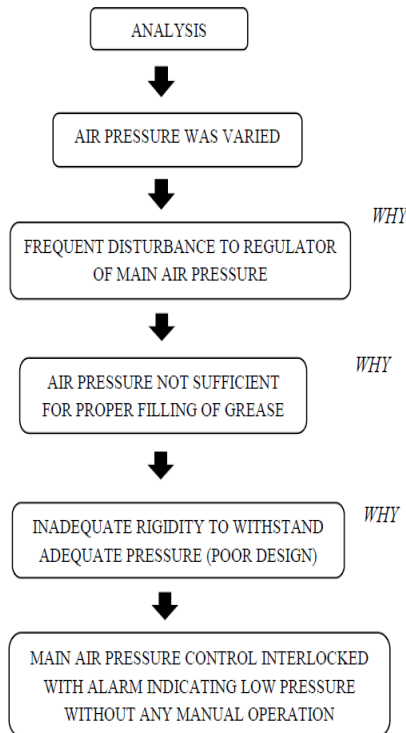 ANALYSIS
AIR PRESSURE WAS VARIED
WHY
FREQUENT DISTURBANCE TO REGULATOR
OF MAIN AIR PRESSURE
WHY
AIR PRESSURE NOT SUFFICIENT
FOR PROPER FILLING OF GREASE
WHY
INADEQUATE RIGIDITY TO WITHSTAND
ADEQUATE PRESSURE (POOR DESIGN)
MAIN AIR PRESSURE CONTROL INTERLOCKED
WITH ALARM INDICATING LOW PRESSURE
WITHOUT ANY MANUAL OPERATION